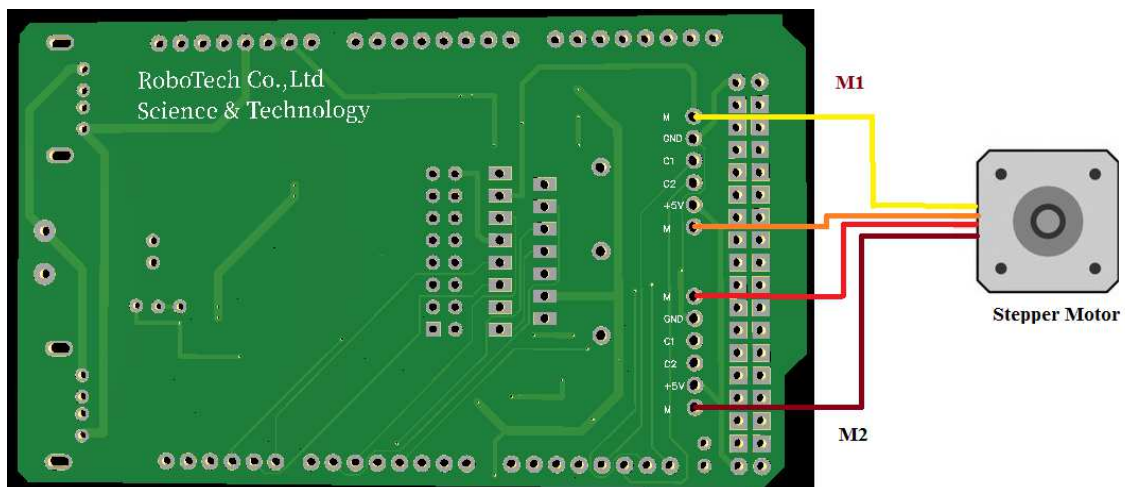 RoboTech Co.,Ltd
Science & Technology
M1
M
GND
C1
C2
+5V
M
M
GND
C1
C2
+5V
M
M2
Stepper Motor